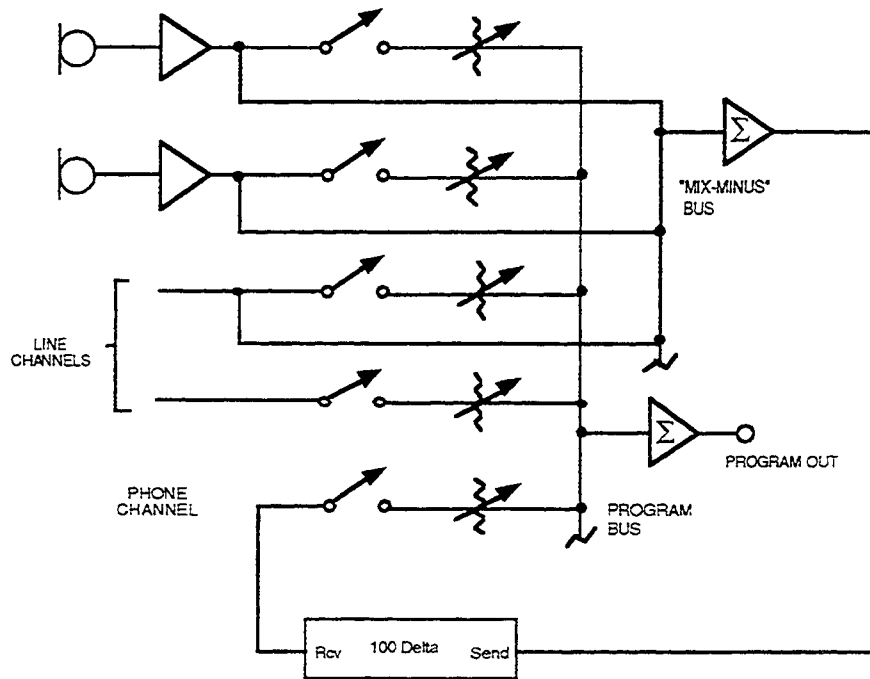 Σ
"MIX-MINUS"
BUS
LINE
CHANNELS
Σ
PROGRAM OUT
PHONE
CHANNEL
PROGRAM
BUS
Rcv 100 Delta Send